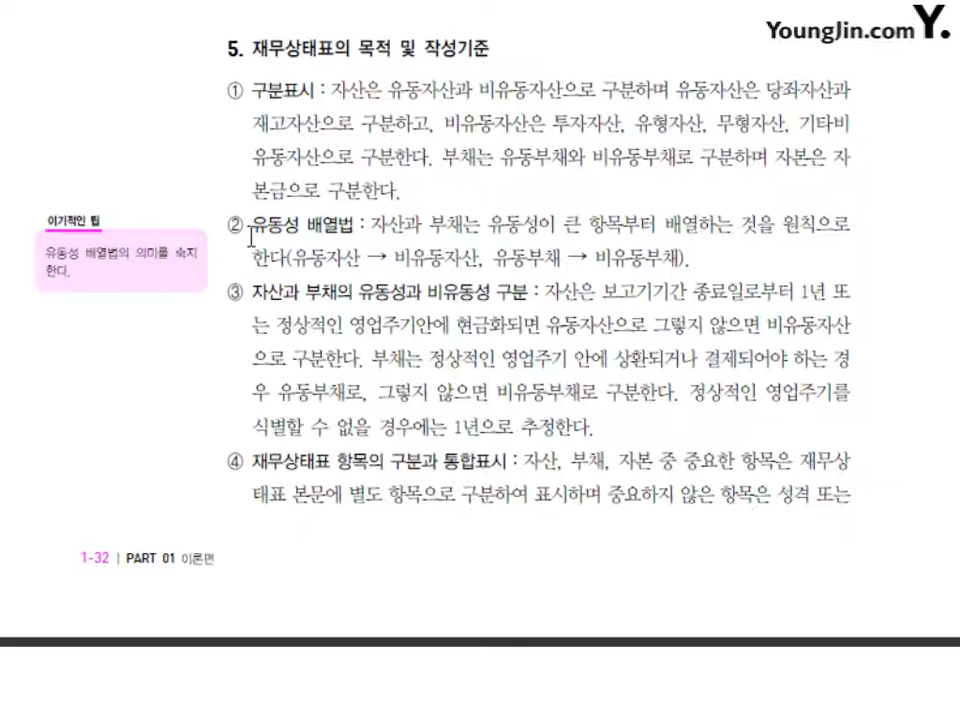 YoungJin.com Y.
5. 재무상태표의 목적 및 작성기준
① 구분표시 : 자산은 유동자산과 비유동자산으로 구분하며 유동자산은 당좌자산과
재고자산으로 구분하고, 비유동자산은 투자자산, 유형자산, 무형자산, 기타비
유동자산으로 구분한다. 부채는 유동부채와 비유동부채로 구분하며 자본은 자
본금으로 구분한다.
이기적인 팁
유동성 배열법의 의미를 숙지
한다.
② 유동성 배열법 : 자산과 부채는 유동성이 큰 항목부터 배열하는 것을 원칙으로
한다(유동자산 → 비유동자산, 유동부채 → 비유동부채).
③ 자산과 부채의 유동성과 비유동성 구분 : 자산은 보고기기간 종료일로부터 1년 또
는 정상적인 영업주기안에 현금화되면 유동자산으로 그렇지 않으면 비유동자산
으로 구분한다. 부채는 정상적인 영업주기 안에 상환되거나 결제되어야 하는 경
우 유동부채로, 그렇지 않으면 비유동부채로 구분한다. 정상적인 영업주기를
식별할 수 없을 경우에는 1년으로 추정한다.
④ 재무상태표 항목의 구분과 통합표시 : 자산, 부채, 자본 중 중요한 항목은 재무상
태표 본문에 별도 항목으로 구분하여 표시하며 중요하지 않은 항목은 성격 또는
1-32 | PART 01 이론편